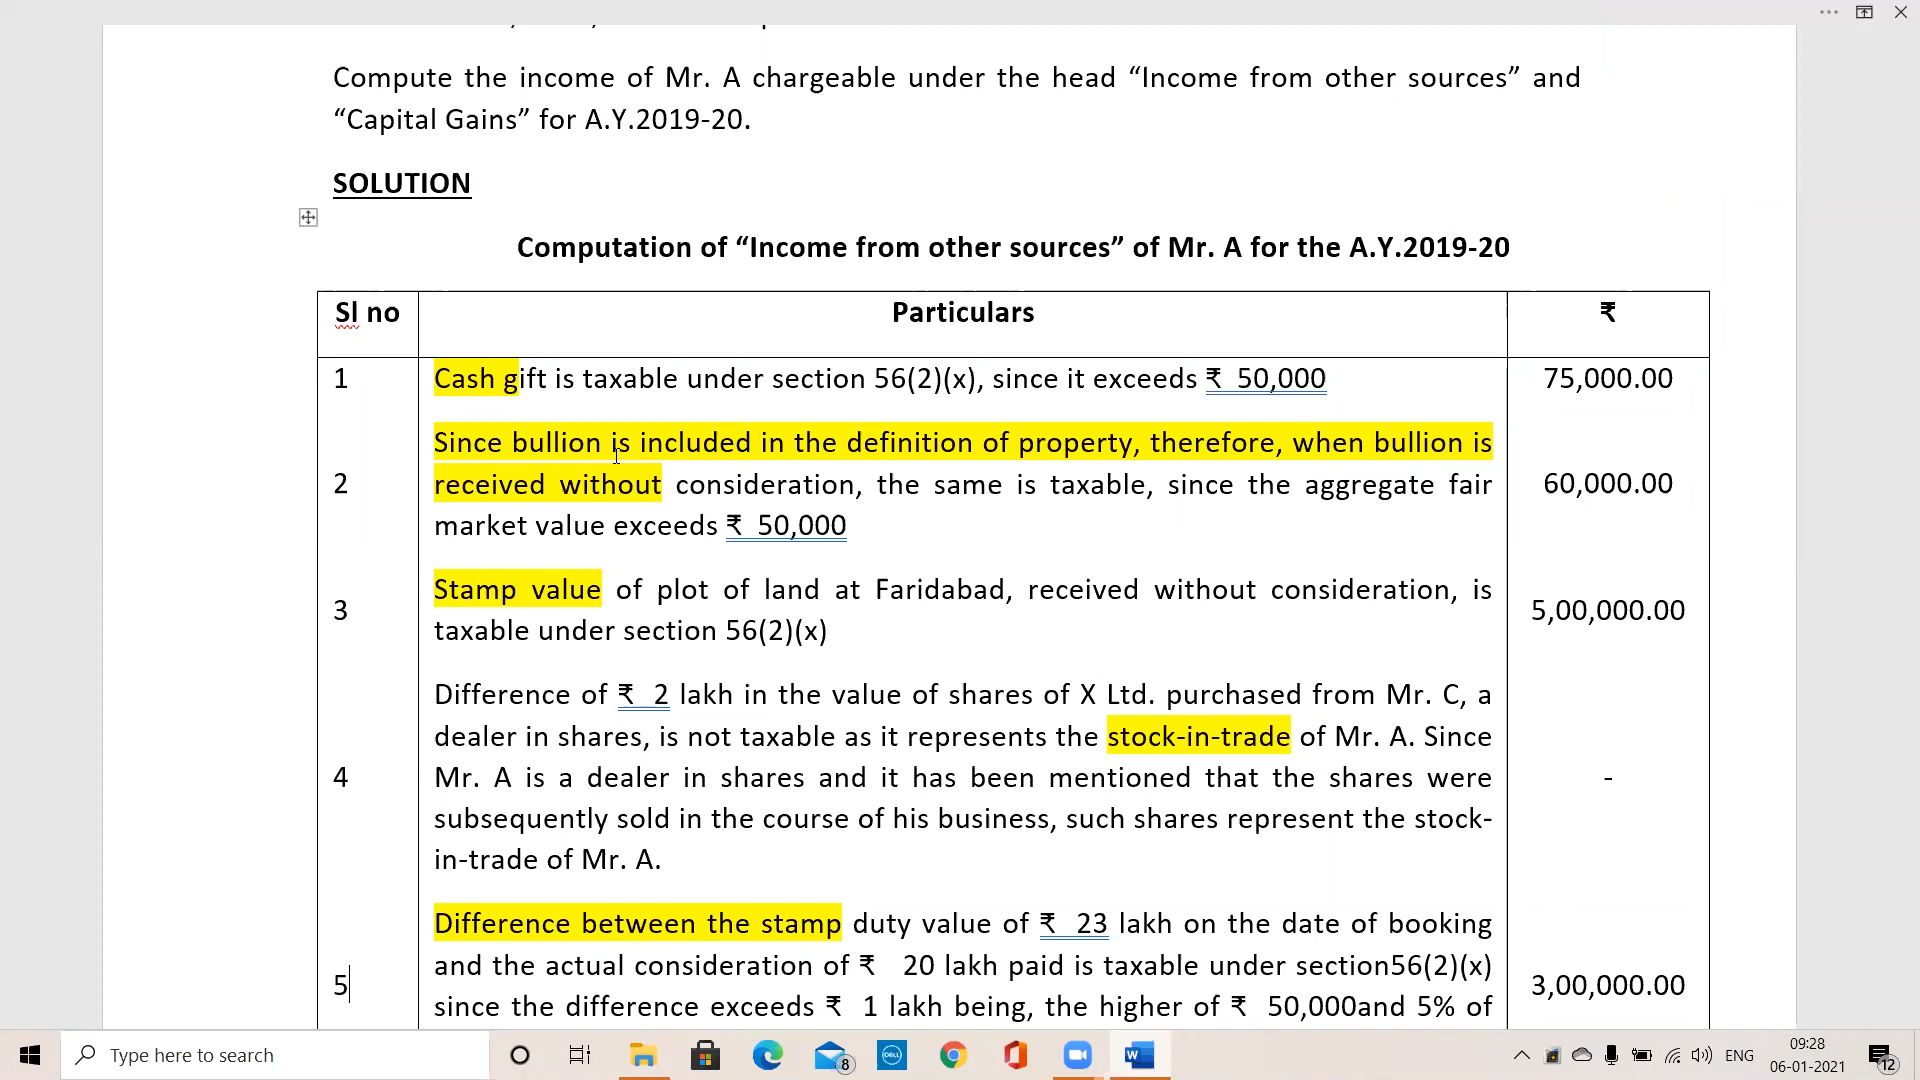 Compute the income of Mr. A chargeable under the head “Income from other sources” and
“Capital Gains” for A.Y.2019-20.
SOLUTION
Computation of “Income from other sources” of Mr. A for the A.Y.2019-20
Sl no Particulars ₹
1 Cash gift is taxable under section 56(2)(x), since it exceeds ₹ 50,000 75,000.00
Since bullion is included in the definition of property, therefore, when bullion is
2 received without consideration, the same is taxable, since the aggregate fair 60,000.00
market value exceeds ₹ 50,000
Stamp value of plot of land at Faridabad, received without consideration, is
3 5,00,000.00
taxable under section 56(2)(x)
Difference of ₹ 2 lakh in the value of shares of X Ltd. purchased from Mr. C, a
dealer in shares, is not taxable as it represents the stock-in-trade of Mr. A. Since
4 Mr. A is a dealer in shares and it has been mentioned that the shares were -
subsequently sold in the course of his business, such shares represent the stock-
in-trade of Mr. A.
Difference between the stamp duty value of ₹ 23 lakh on the date of booking
and the actual consideration of ₹ 20 lakh paid is taxable under section56(2)(x)
5 3,00,000.00
since the difference exceeds ₹ 1 lakh being, the higher of ₹ 50,000and 5% of
Type here to search
8
DELL
W
ENG
09:28
06-01-2021
12